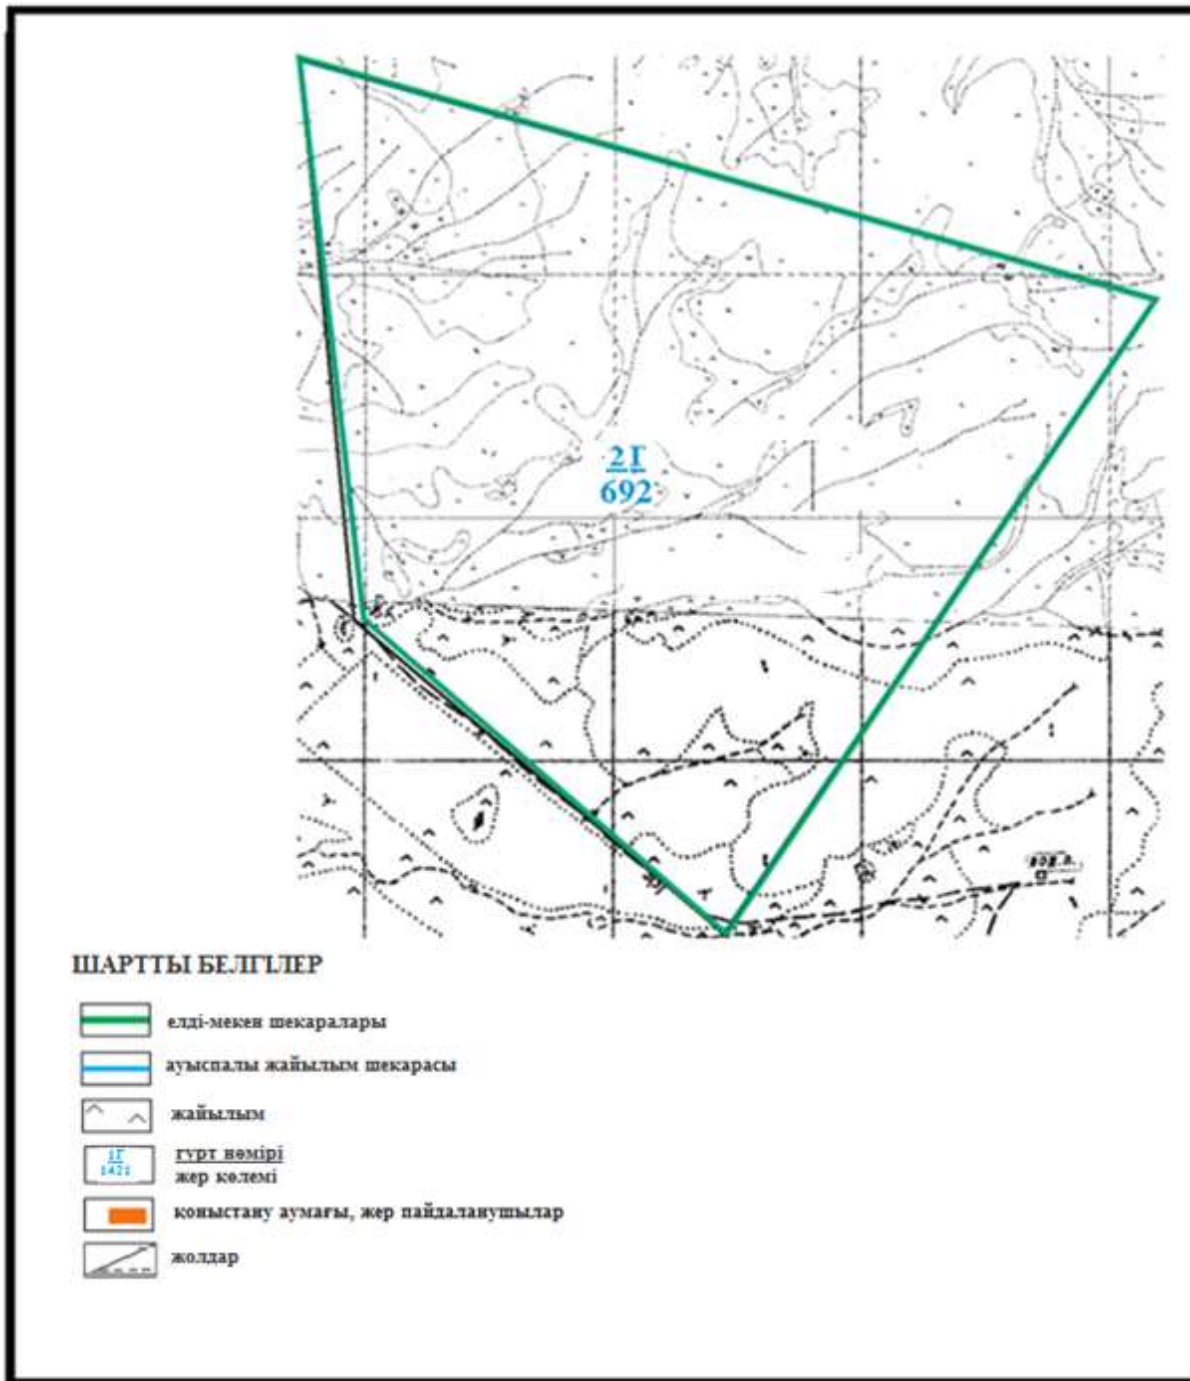 2Г
692
ШАРТТЫ БЕЛГІЛЕР
елді-мекен шекаралары
ауыспалы жайылым шекарасы
жайылым
1Г
1421
гурт нөмірі
жер көлемі
қоныстану аумағы, жер пайдаланушылар
жолдар